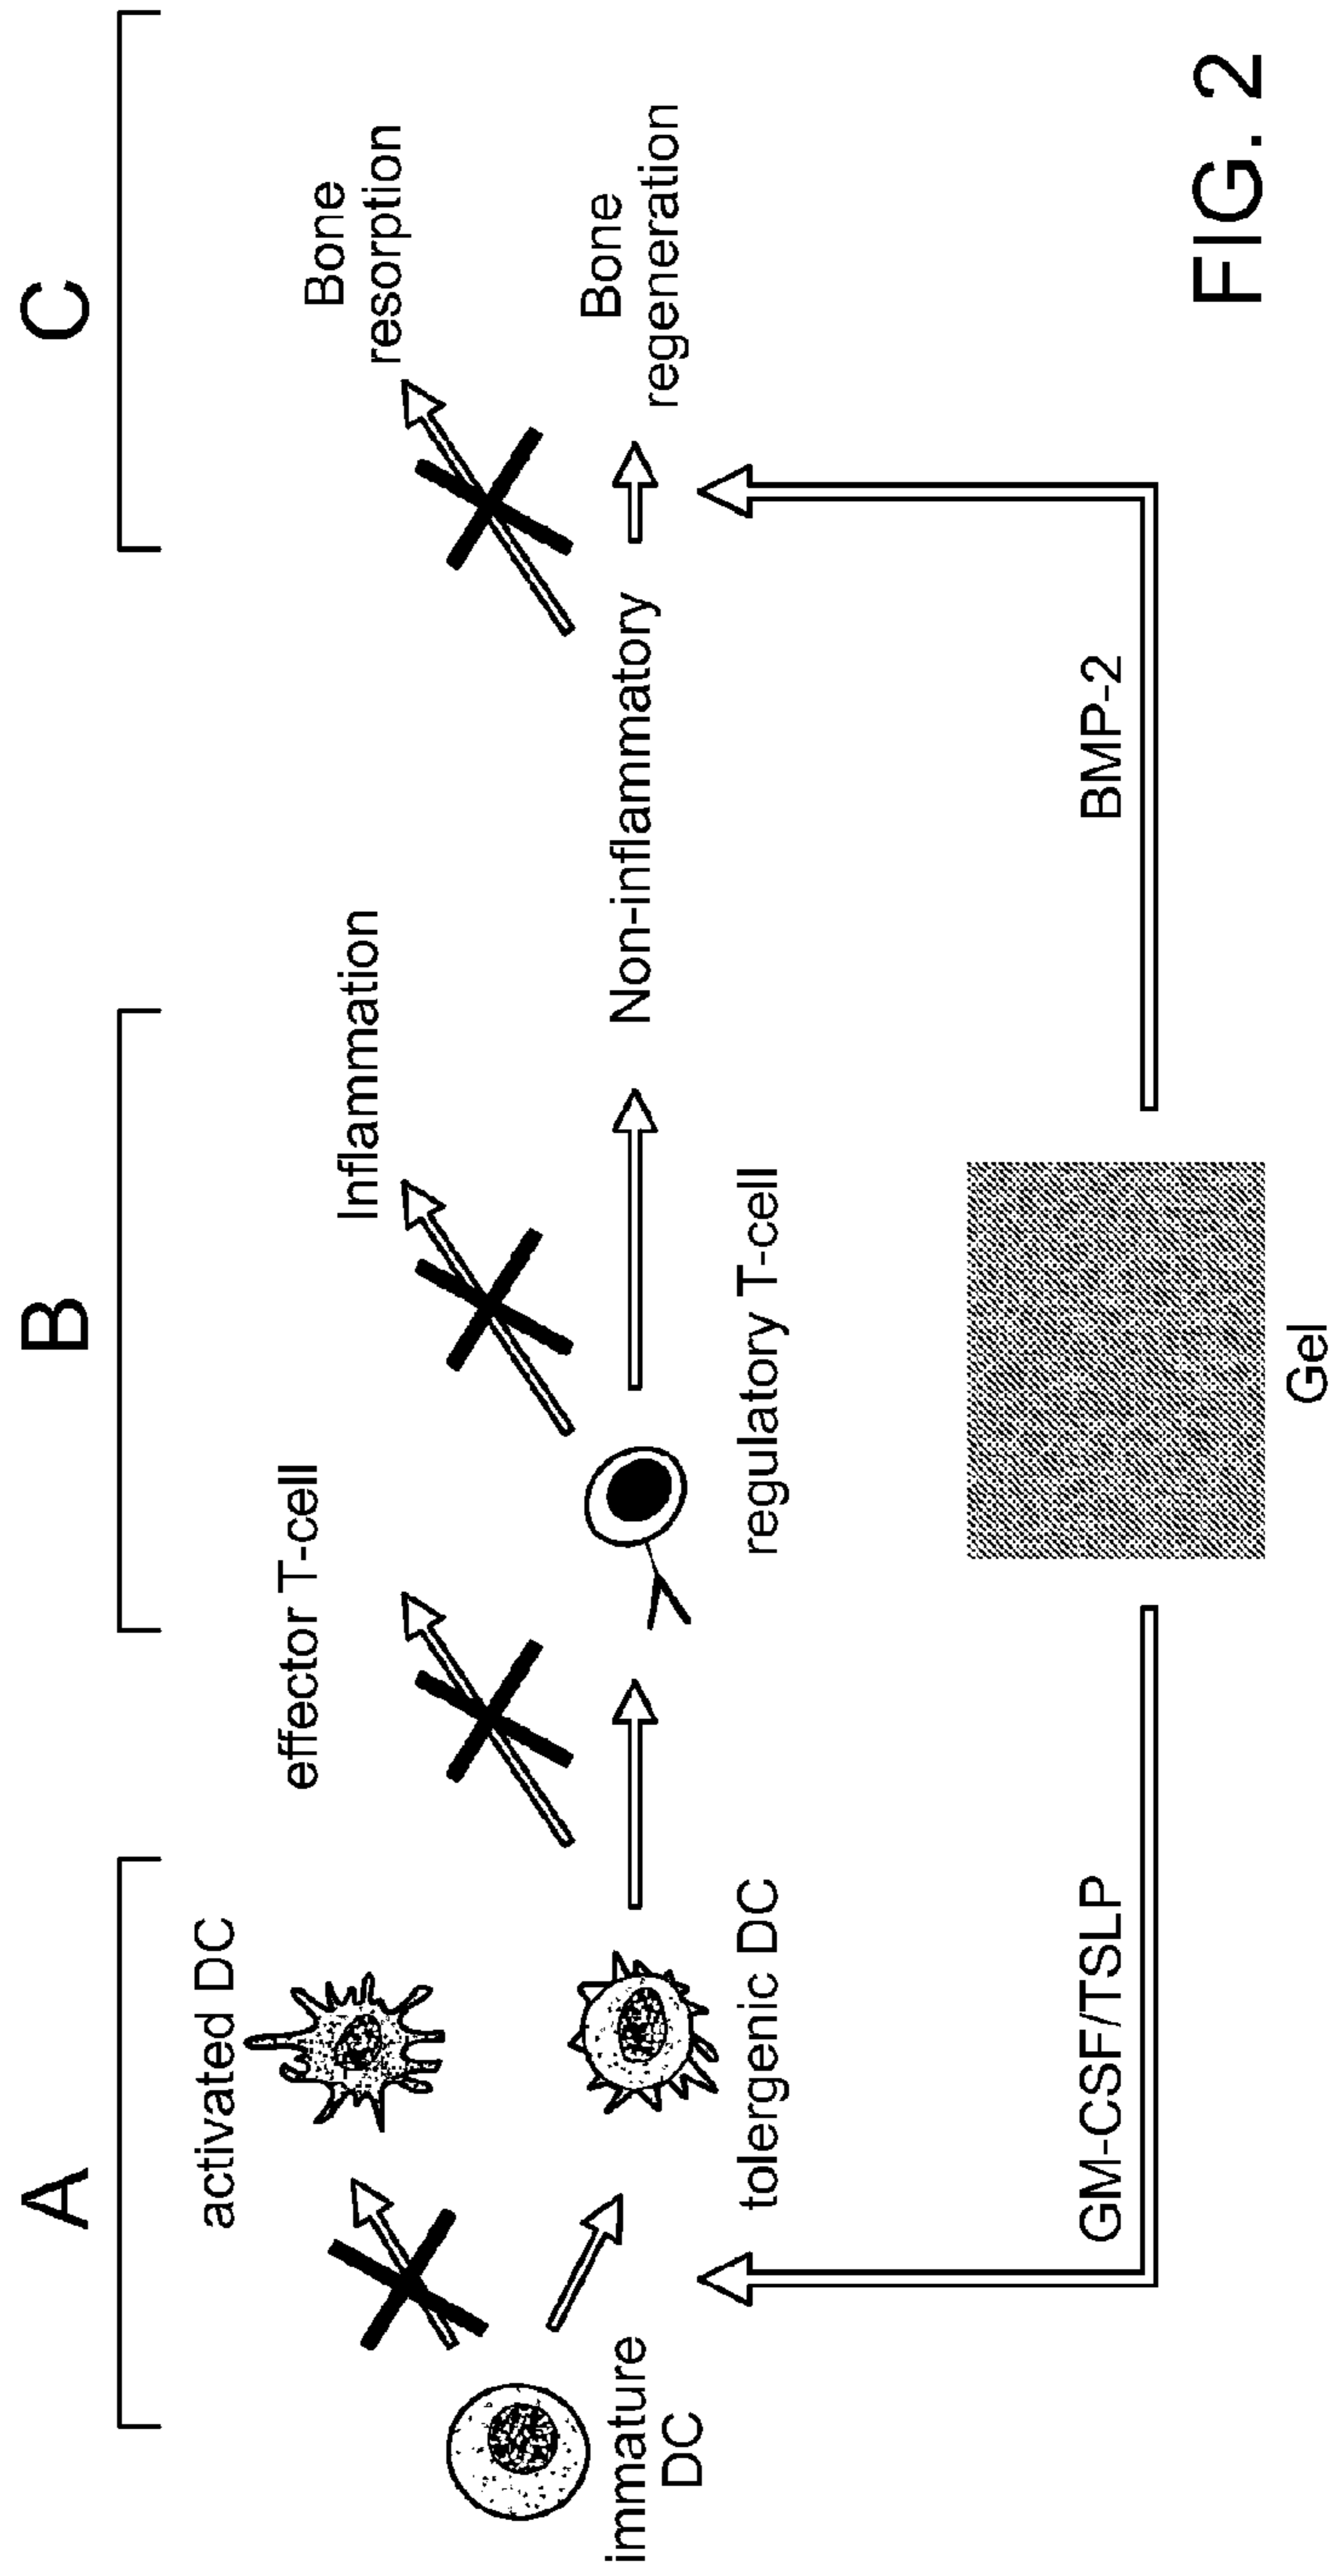 A
B
C
activated DC
effector T-cell
Inflammation
Bone
resorption
immature
DC
tolergenic DC
regulatory T-cell
Non-inflammatory
Bone
regeneration
GM-CSF/TSLP
BMP-2
Gel
FIG. 2